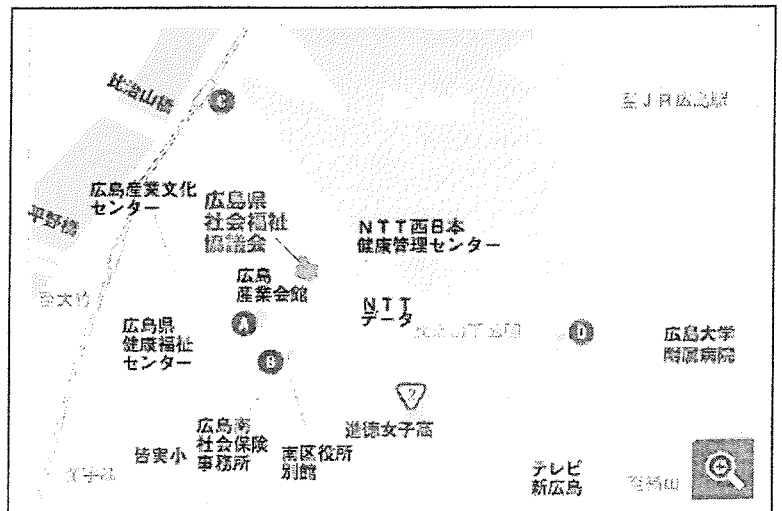 比治山橋
C
至JR広島駅
広島産業文化
センター
広島県
社会福祉
協議会
平野橋
NTT西日本
健康管理センター
広島
産業会館
NTT
データ
A
B
D
広島県
健康福祉
センター
広島大学
附属病院
2
進徳女子高
広島南
社会保険
事務所
皆実小
南区役所
別館
テレビ
新広島